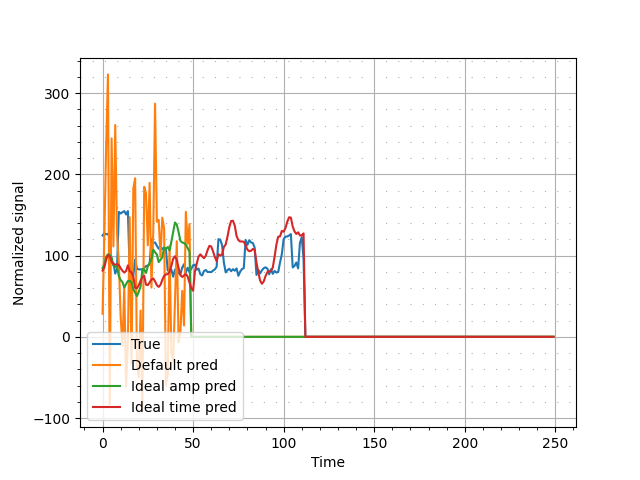 Normalized signal
300
200
100
0
−100
True
Default pred
Ideal amp pred
Ideal time pred
0
50
100
150
200
250
Time